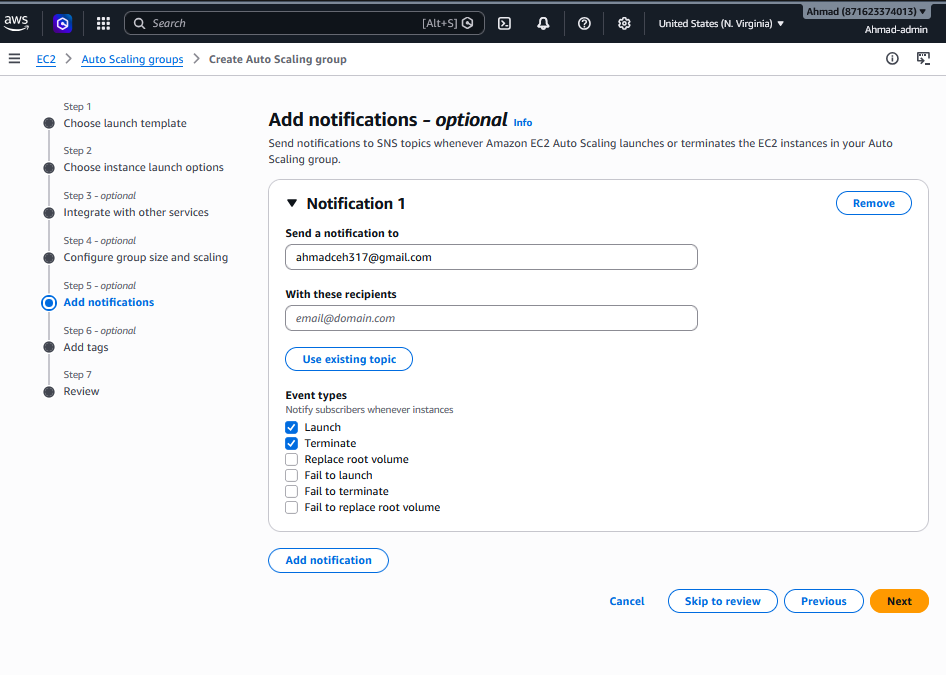 aws
Search
[Alt+S]
United States (N. Virginia)
Ahmad (871623374013)
Ahmad-admin
EC2 > Auto Scaling groups > Create Auto Scaling group
Step 1
Choose launch template
Step 2
Choose instance launch options
Step 3 - optional
Integrate with other services
Step 4 - optional
Configure group size and scaling
Step 5 - optional
Add notifications
Step 6 - optional
Add tags
Step 7
Review
Add notifications - optional Info
Send notifications to SNS topics whenever Amazon EC2 Auto Scaling launches or terminates the EC2 instances in your Auto
Scaling group.
Notification 1
Remove
Send a notification to
ahmadceh317@gmail.com
With these recipients
email@domain.com
Use existing topic
Event types
Notify subscribers whenever instances
Launch
Terminate
Replace root volume
Fail to launch
Fail to terminate
Fail to replace root volume
Add notification
Cancel
Skip to review
Previous
Next